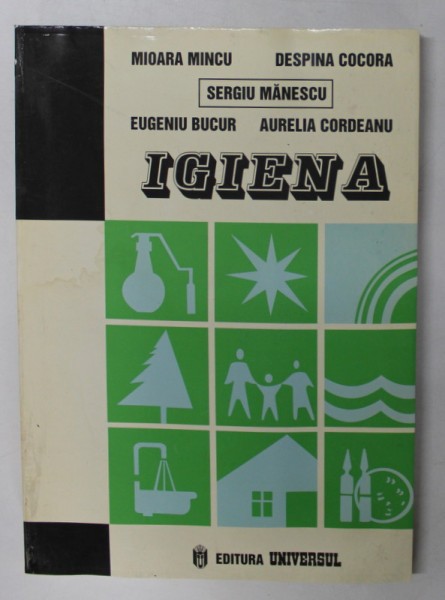 MIOARA MINCU DESPINA COCORA
SERGIU MĂNESCU
EUGENIU BUCUR AURELIA CORDEANU
IGIENA
EDITURA UNIVERSUL